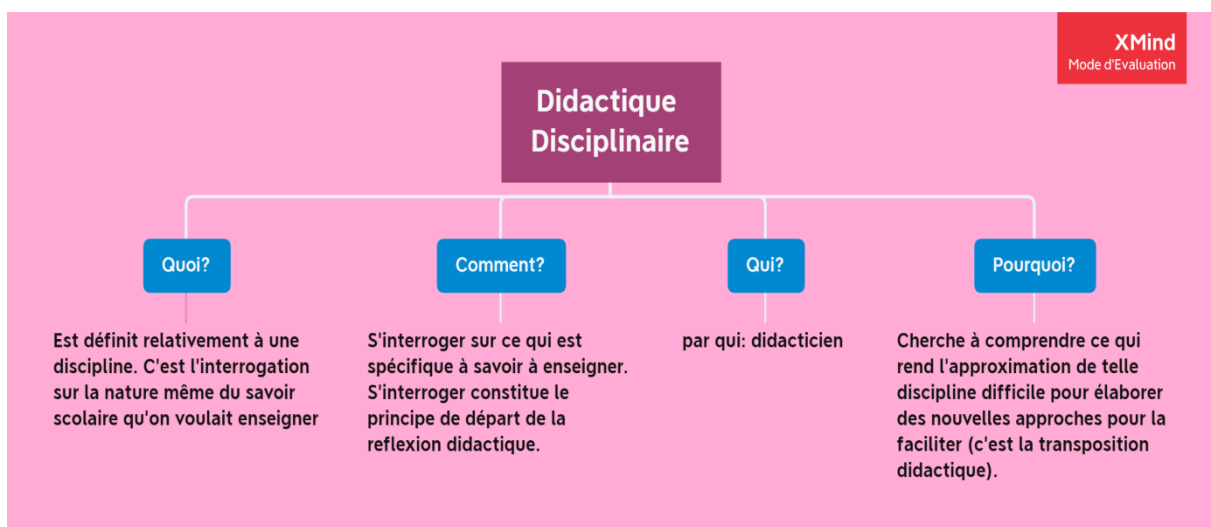 XMind
Mode d'Evaluation
Didactique
Disciplinaire
Quoi?
Comment?
Qui?
Pourquoi?
Est définit relativement à une
discipline. C'est l'interrogation
sur la nature même du savoir
scolaire qu'on voulait enseigner
S'interroger sur ce qui est
spécifique à savoir à enseigner.
S'interroger constitue le
principe de départ de la
reflexion didactique.
par qui: didacticien
Cherche à comprendre ce qui
rend l'approximation de telle
discipline difficile pour élaborer
des nouvelles approches pour la
faciliter (c'est la transposition
didactique).